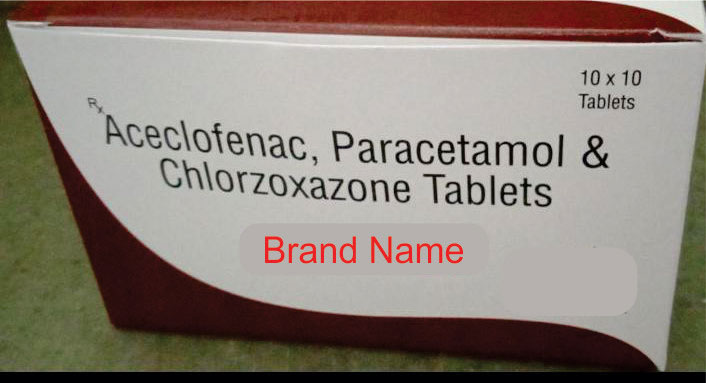 10 x 10
Tablets
Rx
Aceclofenac, Paracetamol &
Chlorzoxazone Tablets
Brand Name